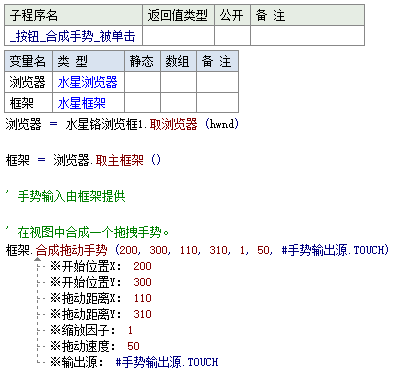 子程序名 返回值类型 公开 备 注
_按钮_合成手势_被单击
变量名 类 型 静态 数组 备 注
浏览器 水星浏览器
框架 水星框架
浏览器 ＝ 水星铬浏览框1.取浏览器 (hwnd)
框架 ＝ 浏览器.取主框架 ()
' 手势输入由框架提供
' 在视图中合成一个拖拽手势。
框架.合成拖动手势 (200, 300, 110, 310, 1, 50, #手势输出源.TOUCH)
※开始位置X： 200
※开始位置Y： 300
※拖动距离X： 110
※拖动距离Y： 310
※缩放因子： 1
※拖动速度： 50
※输出源： #手势输出源.TOUCH